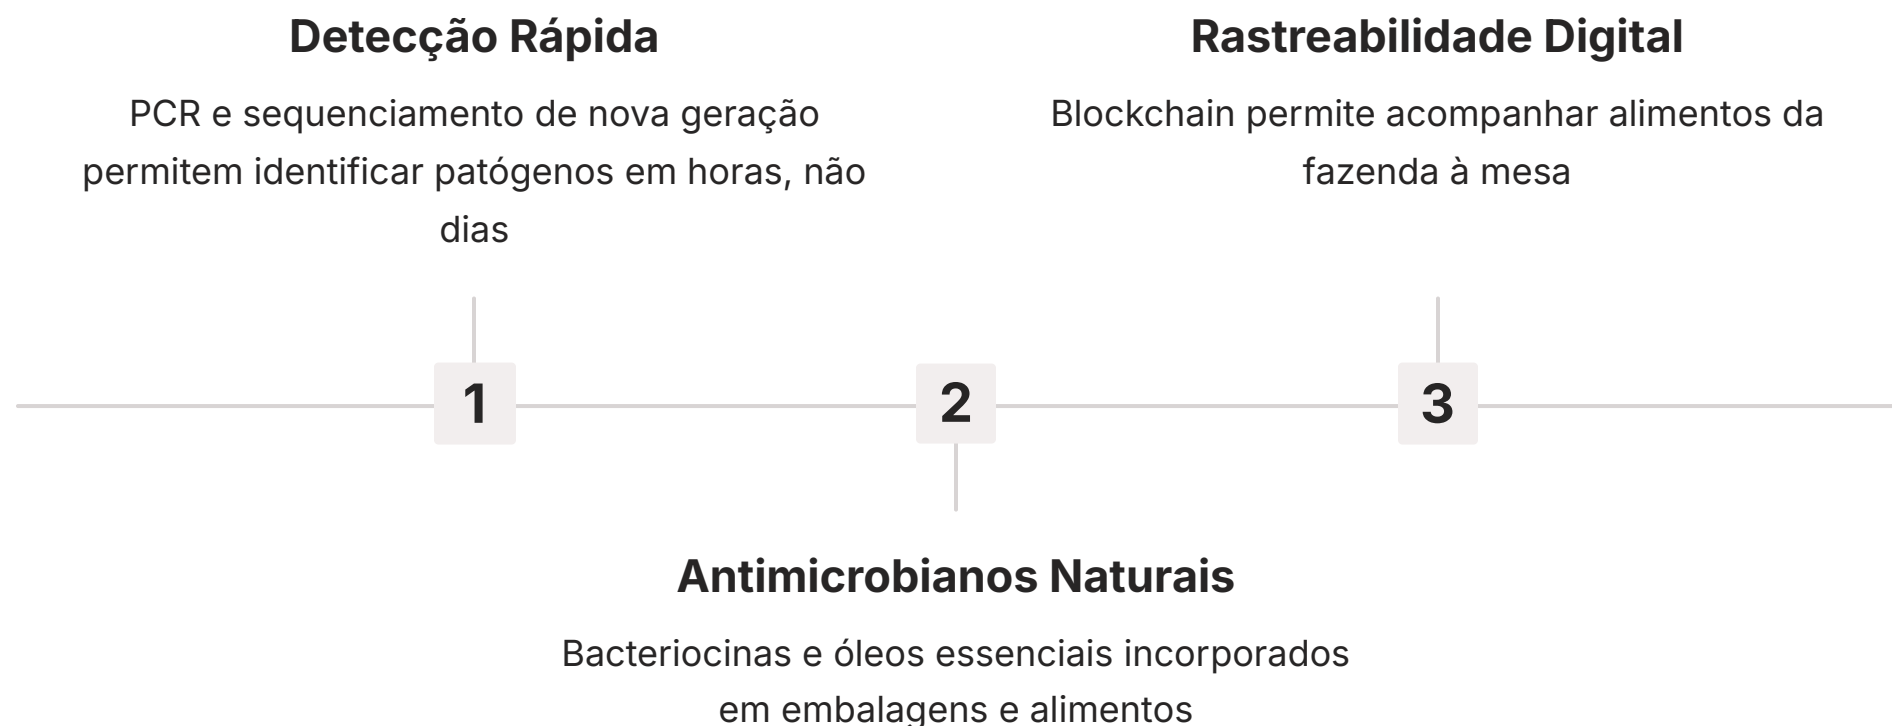 Detecção Rápida
PCR e sequenciamento de nova geração
permitem identificar patógenos em horas, não
dias
Rastreabilidade Digital
Blockchain permite acompanhar alimentos da
fazenda à mesa
1
2
3
Antimicrobianos Naturais
Bacteriocinas e óleos essenciais incorporados
em embalagens e alimentos